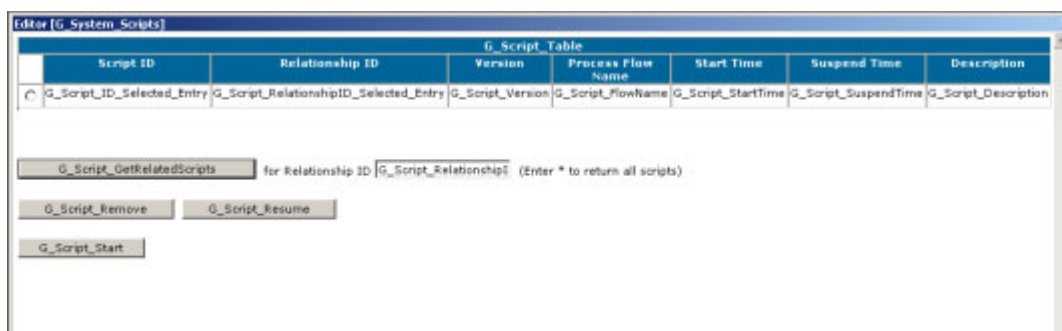 Editor [G_System_Scripts]
G_Script_Table
Script ID Relationship ID Version Process Flow Name Start Time Suspend Time Description
G_Script_ID_Selected_Entry G_Script_RelationshipID_Selected_Entry G_Script_Version G_Script_FlowName G_Script_StartTime G_Script_SuspendTime G_Script_Description
G_Script_GetRelatedScripts for Relationship ID G_Script_RelationshipI (Enter * to return all scripts)
G_Script_Remove G_Script_Resume
G_Script_Start